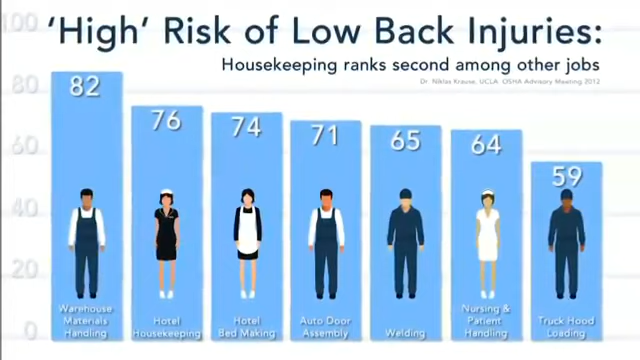 'High' Risk of Low Back Injuries:
Housekeeping ranks second among other jobs
Dr. Niklas Krause, UCLA. OSHA Advisory Meeting 2012
100
80
60
40
20
0
82
76
74
71
65
64
59
Warehouse
Materials
Handling
Hotel
Housekeeping
Hotel
Bed Making
Auto Door
Assembly
Welding
Nursing &
Patient
Handling
Truck Hood
Loading